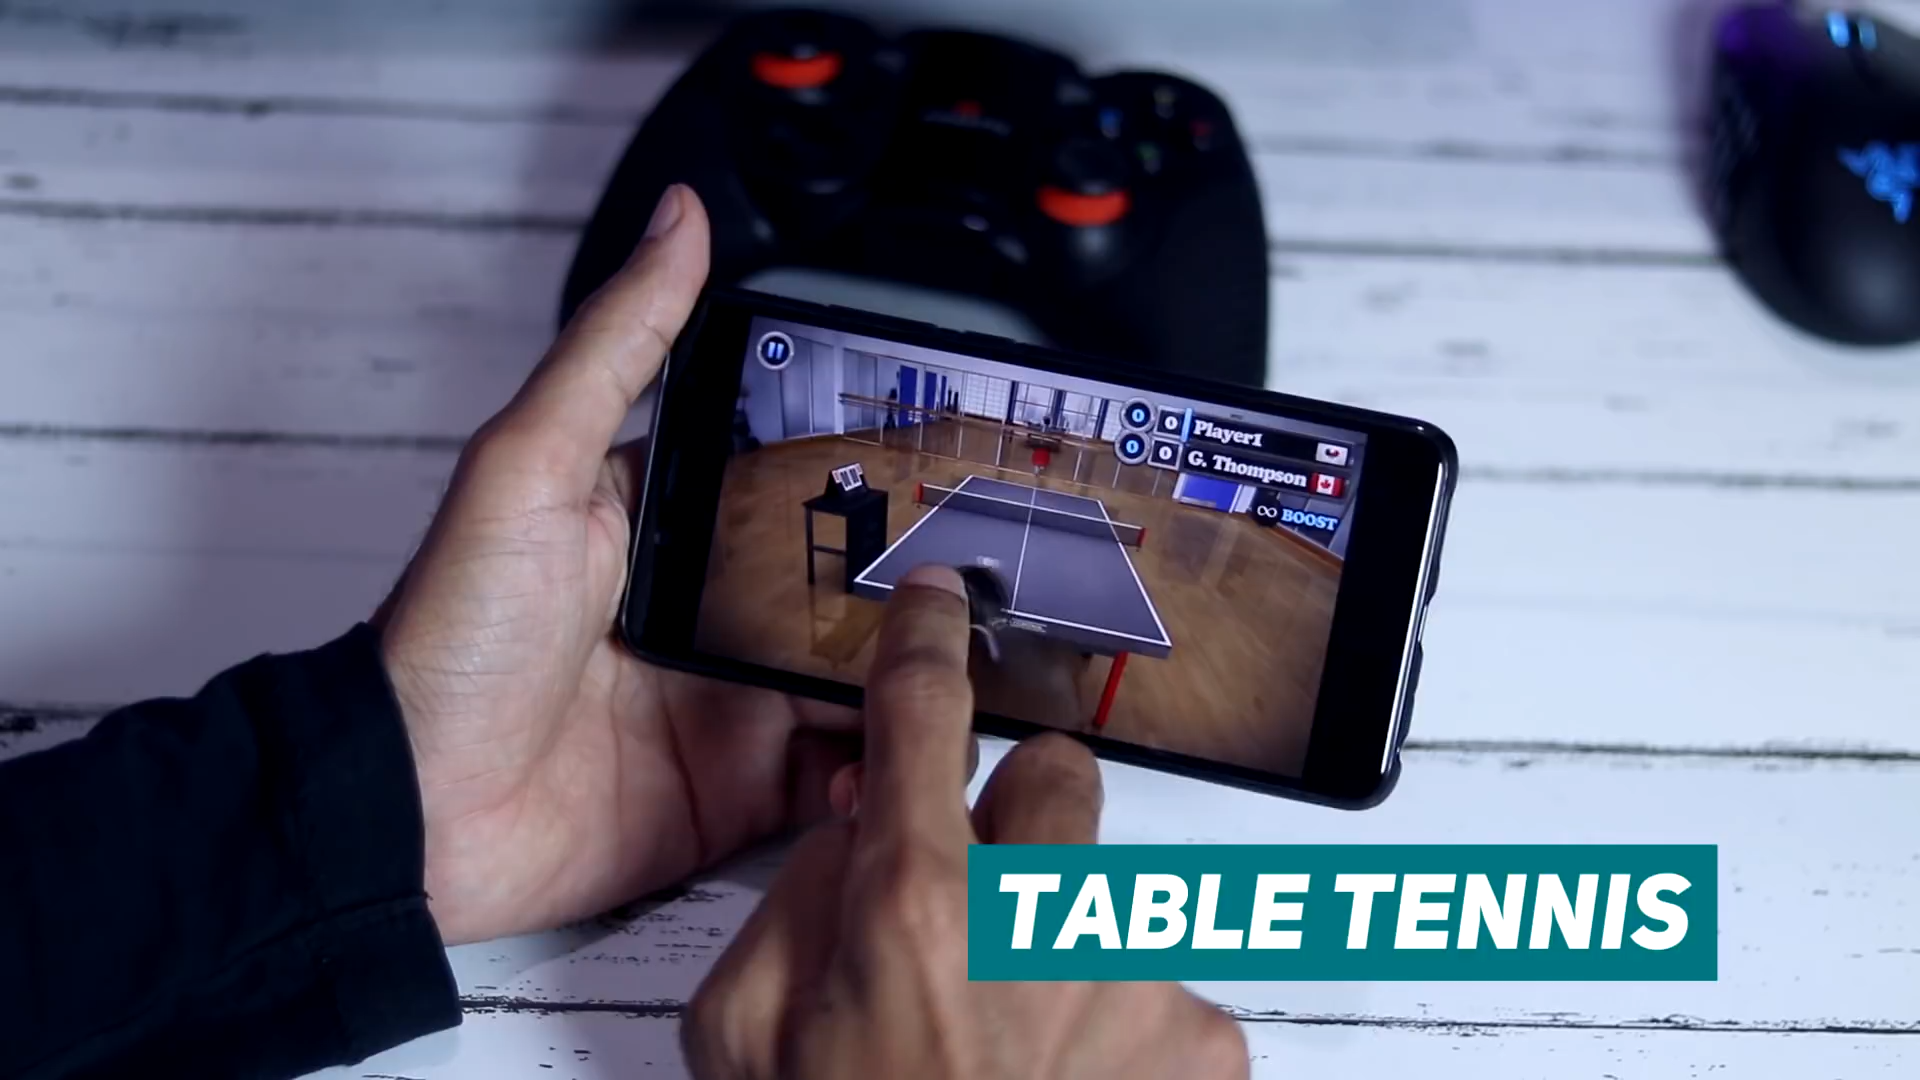 0 0 Player1
0 0 G. Thompson
∞ BOOST
TABLE TENNIS